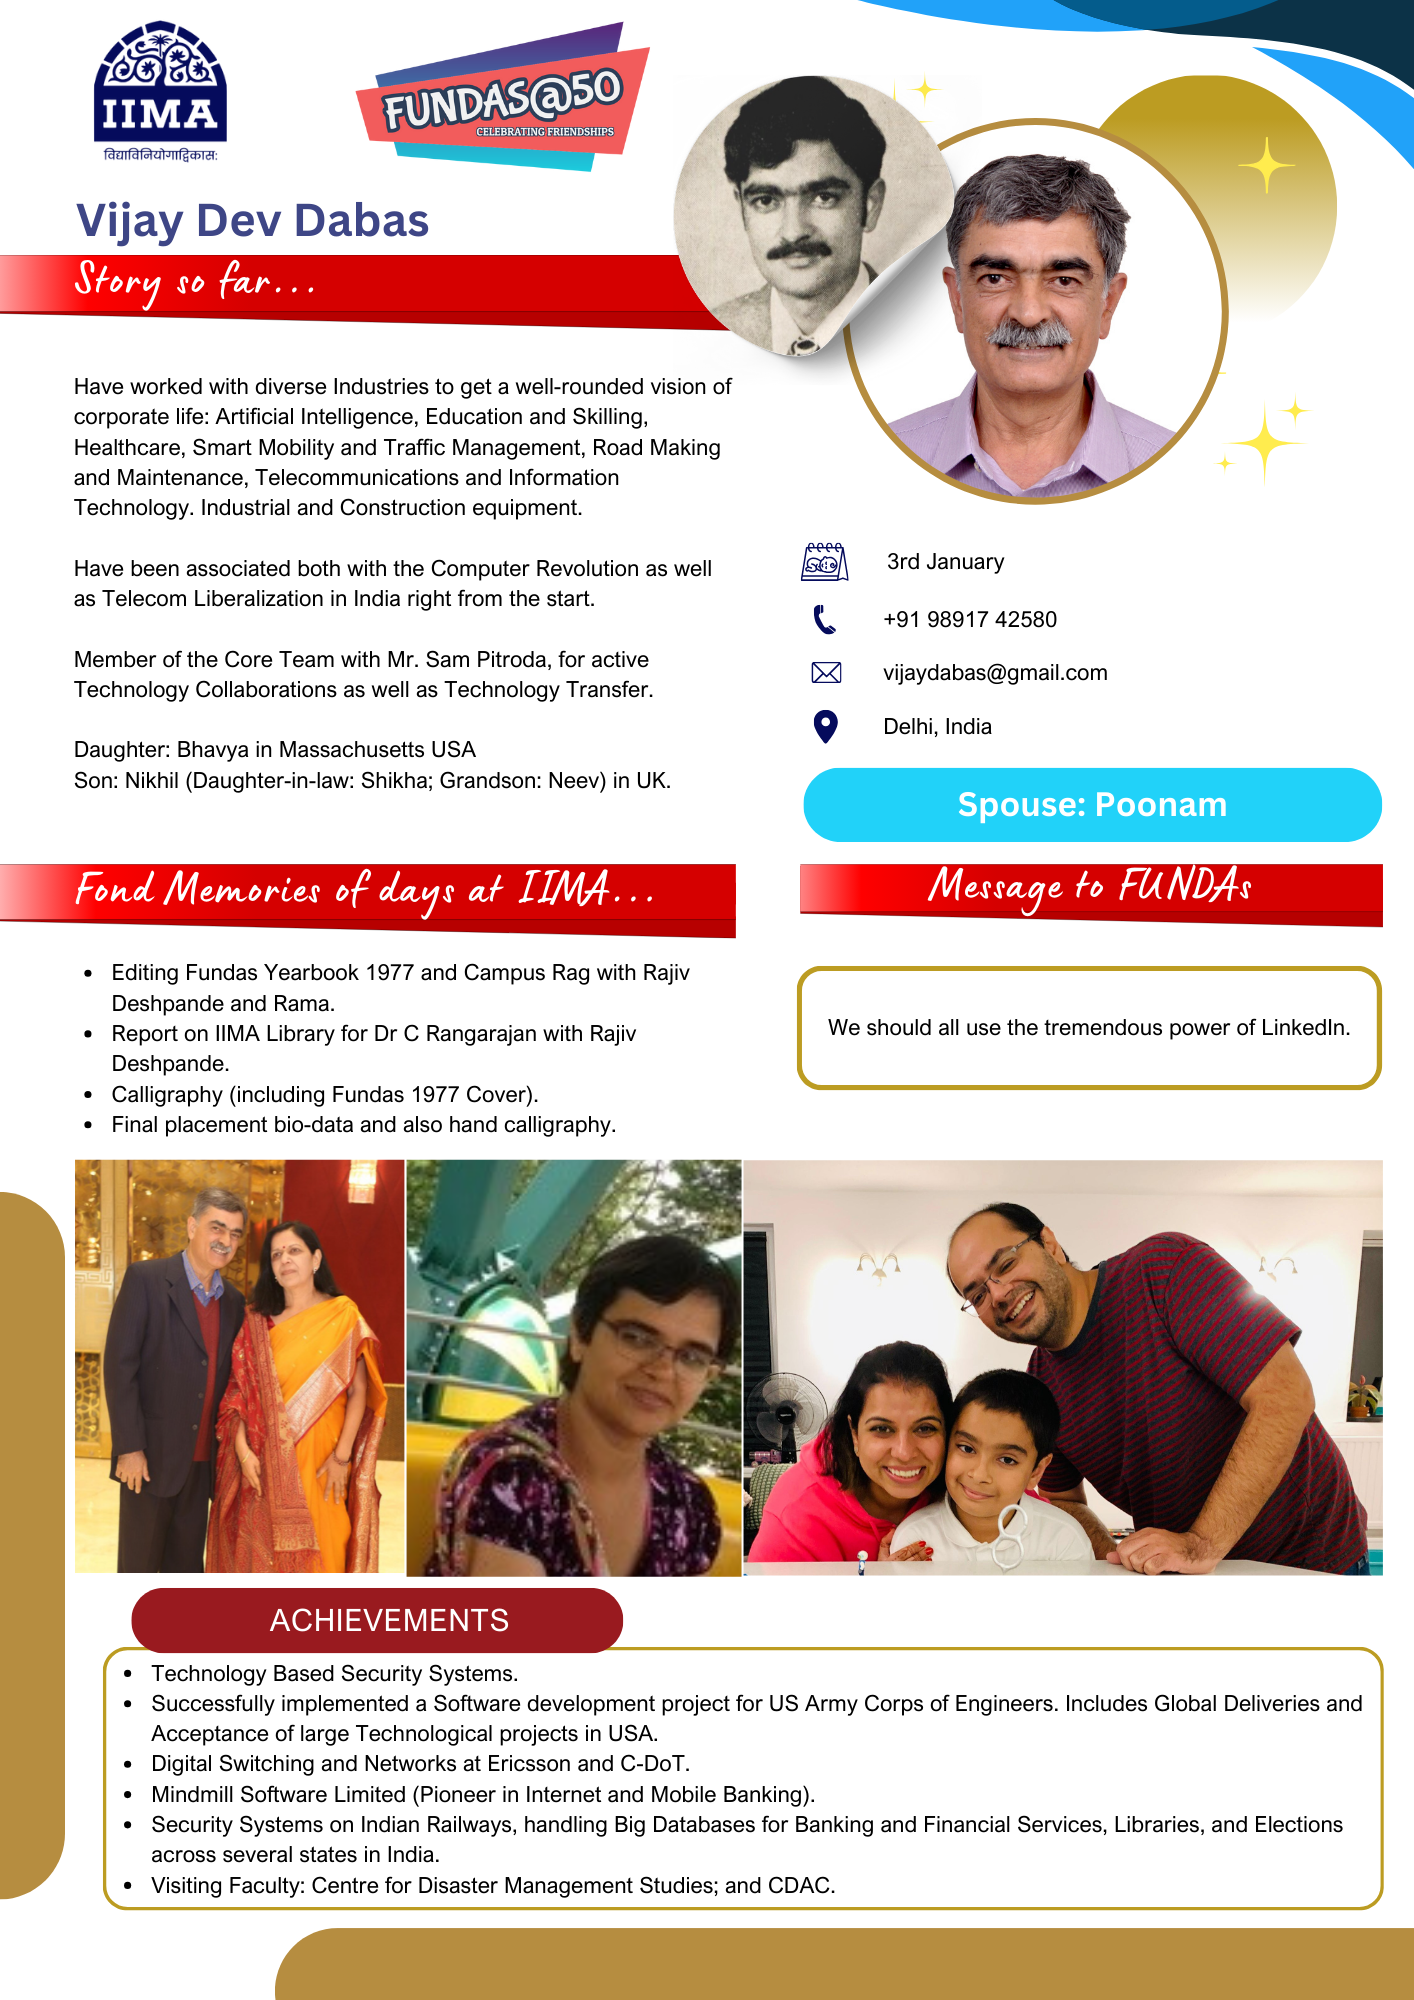 IIMA
विद्याविनियोगाद्विकास:
FUNDAS@50
CELEBRATING FRIENDSHIPS
Vijay Dev Dabas
Story so far...
Have worked with diverse Industries to get a well-rounded vision of
corporate life: Artificial Intelligence, Education and Skilling,
Healthcare, Smart Mobility and Traffic Management, Road Making
and Maintenance, Telecommunications and Information
Technology. Industrial and Construction equipment.
Have been associated both with the Computer Revolution as well
as Telecom Liberalization in India right from the start.
Member of the Core Team with Mr. Sam Pitroda, for active
Technology Collaborations as well as Technology Transfer.
Daughter: Bhavya in Massachusetts USA
Son: Nikhil (Daughter-in-law: Shikha; Grandson: Neev) in UK.
3rd January
+91 98917 42580
vijaydabas@gmail.com
Delhi, India
Spouse: Poonam
Fond Memories of days at IIMA...
• Editing Fundas Yearbook 1977 and Campus Rag with Rajiv
Deshpande and Rama.
• Report on IIMA Library for Dr C Rangarajan with Rajiv
Deshpande.
• Calligraphy (including Fundas 1977 Cover).
• Final placement bio-data and also hand calligraphy.
Message to FUNDAs
We should all use the tremendous power of LinkedIn.
ACHIEVEMENTS
• Technology Based Security Systems.
• Successfully implemented a Software development project for US Army Corps of Engineers. Includes Global Deliveries and
Acceptance of large Technological projects in USA.
• Digital Switching and Networks at Ericsson and C-DoT.
• Mindmill Software Limited (Pioneer in Internet and Mobile Banking).
• Security Systems on Indian Railways, handling Big Databases for Banking and Financial Services, Libraries, and Elections
across several states in India.
• Visiting Faculty: Centre for Disaster Management Studies; and CDAC.